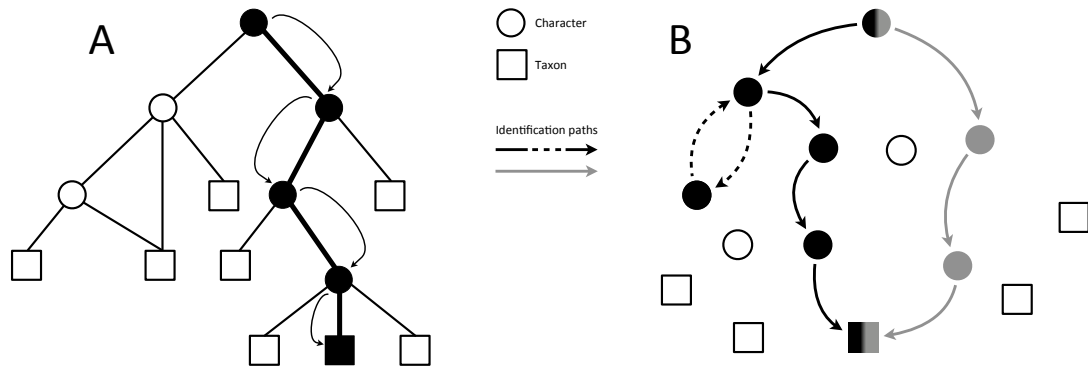 A
Character
Taxon
Identification paths
B